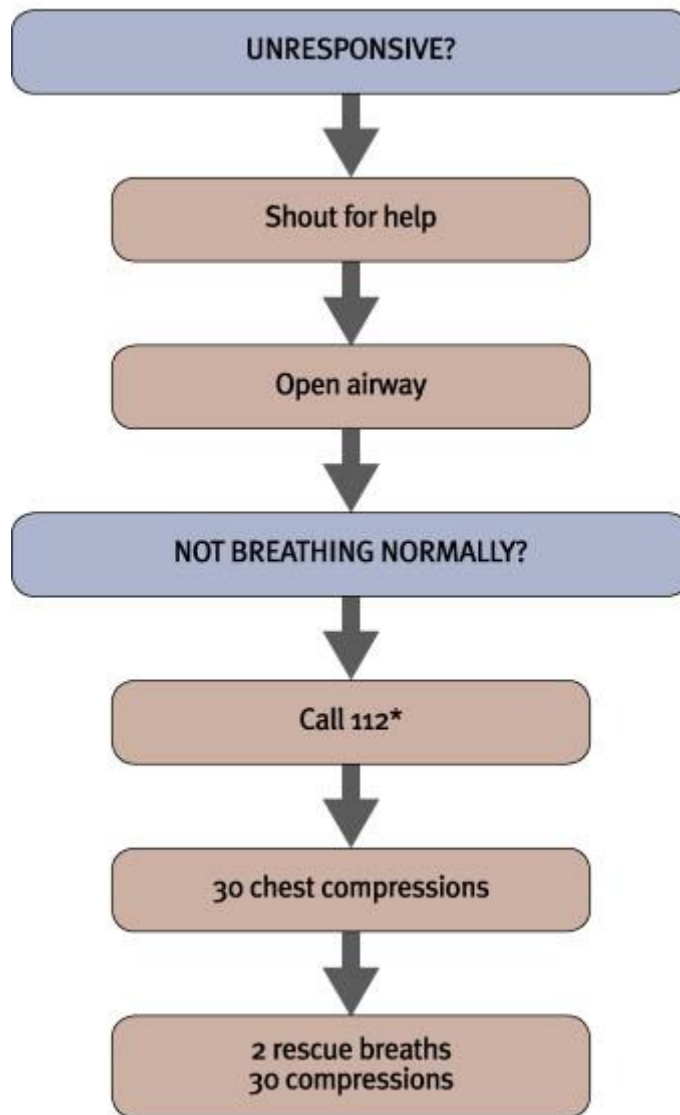 UNRESPONSIVE?
Shout for help
Open airway
NOT BREATHING NORMALLY?
Call 112*
30 chest compressions
2 rescue breaths
30 compressions